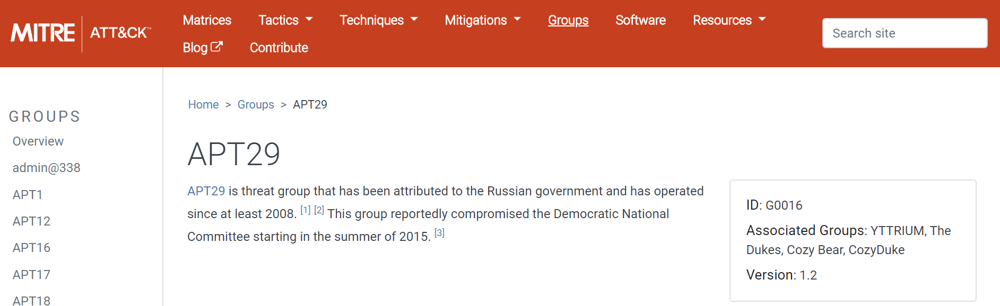 MITRE ATT&CK™
Matrices Tactics Techniques Mitigations Groups Software Resources
Blog Contribute
Search site
GROUPS
Overview
admin@338
APT1
APT12
APT16
APT17
APT18
Home > Groups > APT29
APT29
APT29 is threat group that has been attributed to the Russian government and has operated
since at least 2008. [1] [2] This group reportedly compromised the Democratic National
Committee starting in the summer of 2015. [3]
ID: G0016
Associated Groups: YTTRIUM, The
Dukes, Cozy Bear, CozyDuke
Version: 1.2